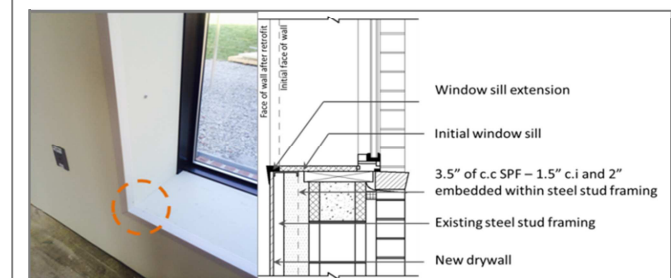 Face of wall after retrofit
Initial face of wall
Window sill extension
Initial window sill
3.5” of c.c SPF – 1.5” c.i and 2”
embedded within steel stud framing
Existing steel stud framing
New drywall